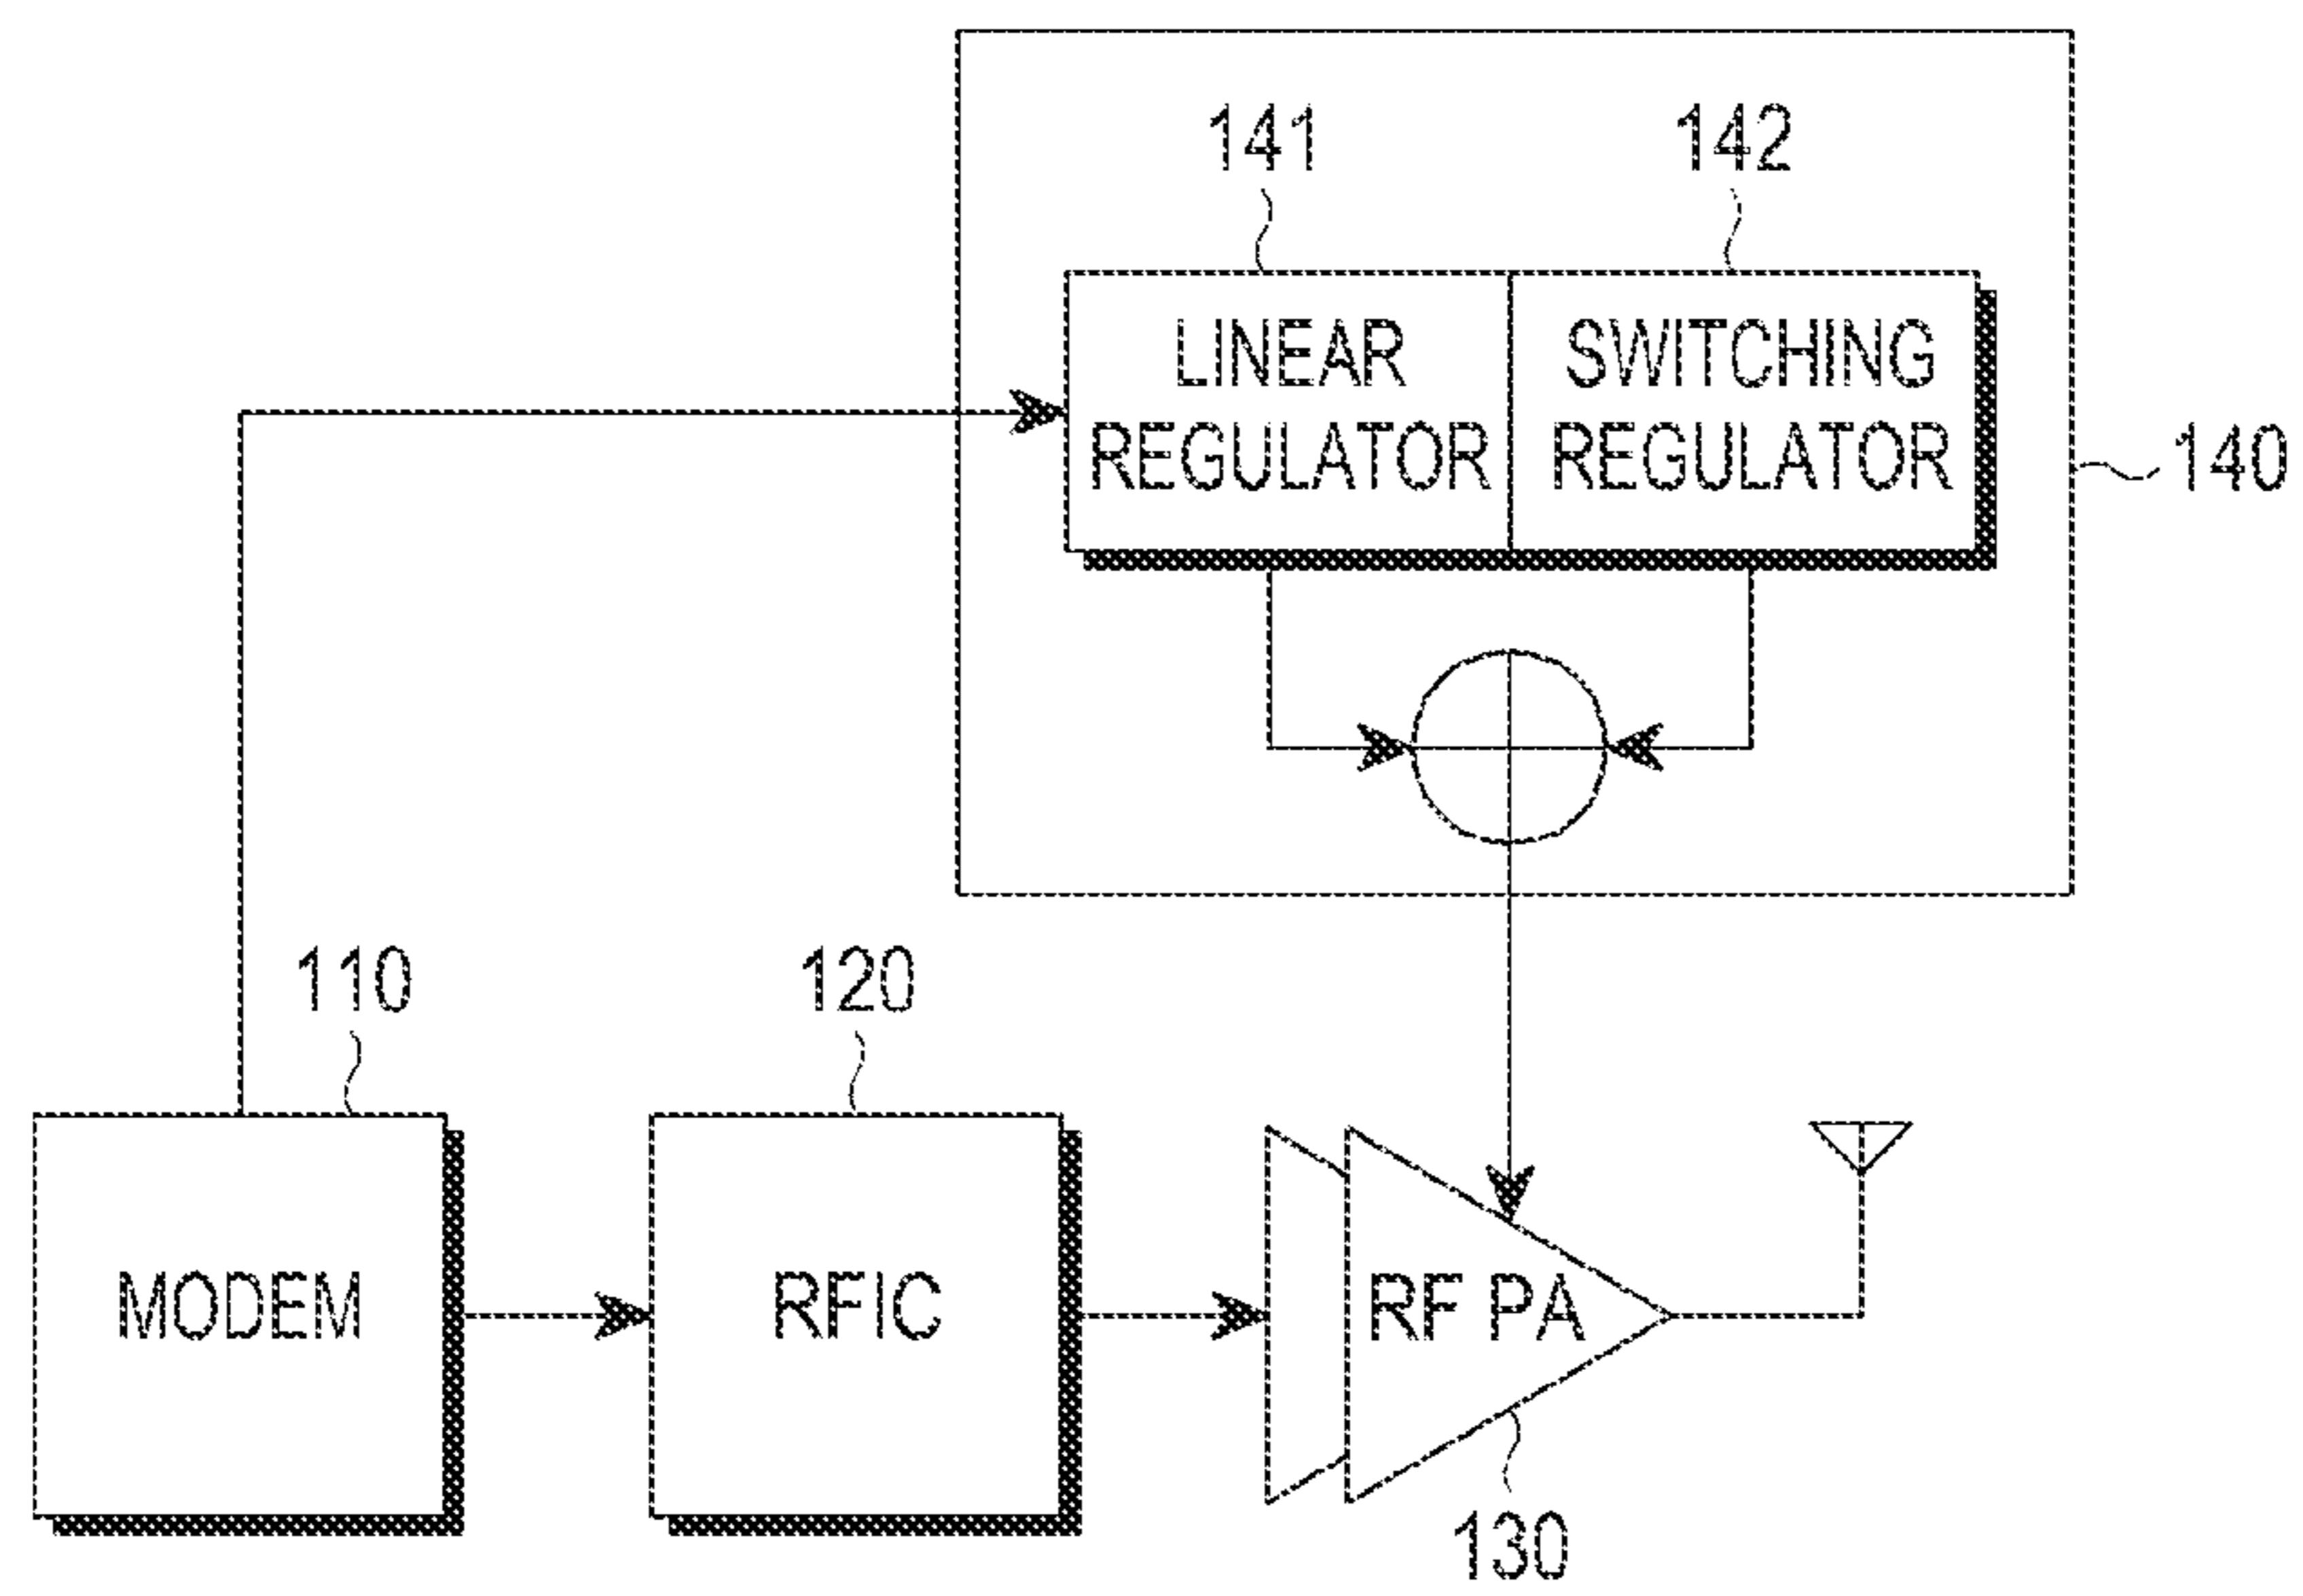 141
142
LINEAR
REGULATOR
SWITCHING
REGULATOR
140
110
120
MODEM
RFIC
RF PA
130